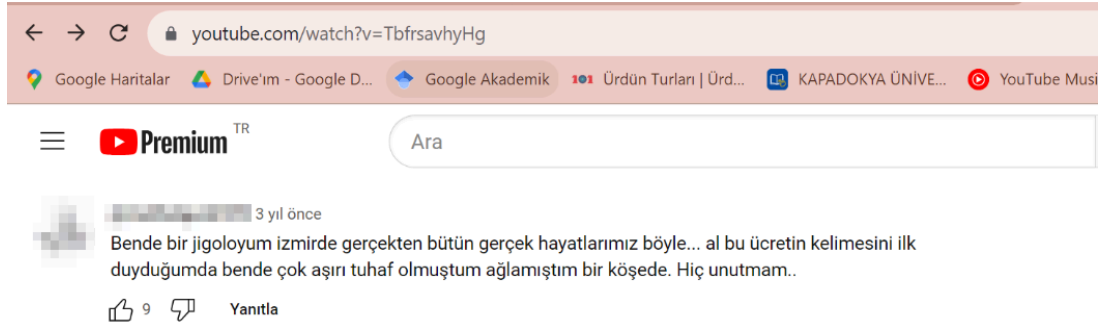 youtube.com/watch?v=TbfrsavhyHg
Google Haritalar Drive'ım - Google D... Google Akademik 101 Ürdün Turları | Ürd... KAPADOKYA ÜNİVE... YouTube Musi
Premium TR Ara
3 yıl önce
Bende bir jigoloyum izmirde gerçekten bütün gerçek hayatlarımız böyle... al bu ücretin kelimesini ilk
duyduğumda bende çok aşırı tuhaf olmuştum ağlamıştım bir köşede. Hiç unutmam..
9 Yanıtla